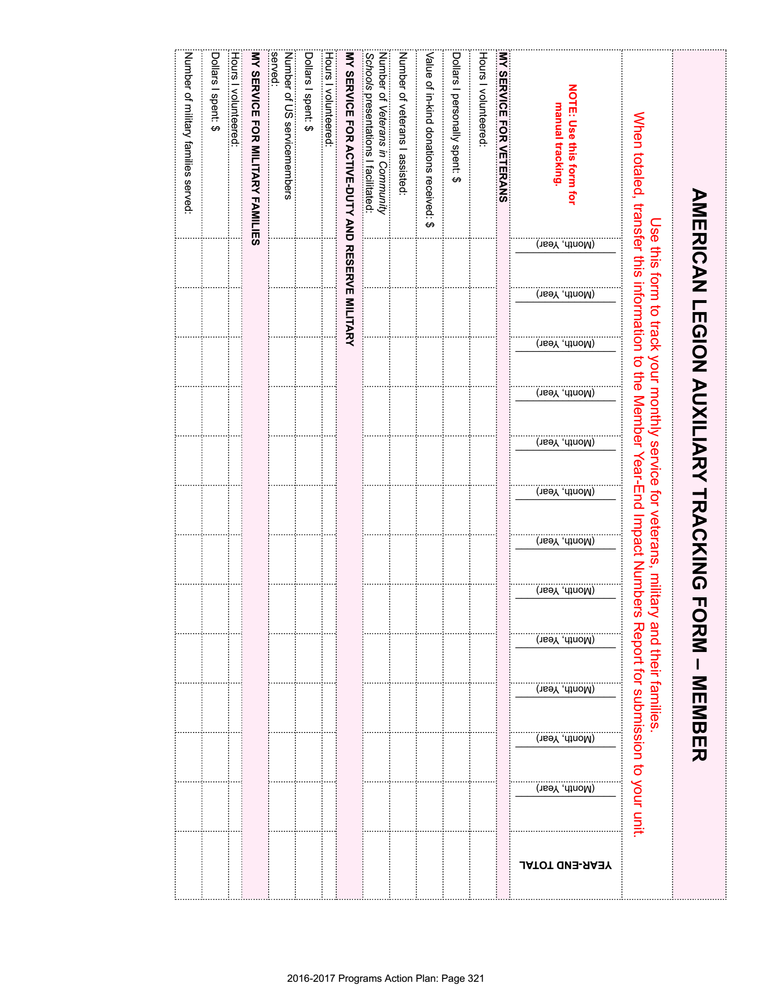 AMERICAN LEGION AUXILIARY TRACKING FORM – MEMBER
Use this form to track your monthly service for veterans, military and their families.
When totaled, transfer this information to the Member Year-End Impact Numbers Report for submission to your unit.
NOTE: Use this form for
manual tracking.
(Month, Year)
(Month, Year)
(Month, Year)
(Month, Year)
(Month, Year)
(Month, Year)
(Month, Year)
(Month, Year)
(Month, Year)
(Month, Year)
(Month, Year)
(Month, Year)
YEAR-END TOTAL
MY SERVICE FOR VETERANS
Hours I volunteered:
Dollars I personally spent: $
Value of in-kind donations received: $
Number of veterans I assisted:
Number of Veterans in Community
Schools presentations I facilitated:
MY SERVICE FOR ACTIVE-DUTY AND RESERVE MILITARY
Hours I volunteered:
Dollars I spent: $
Number of US servicemembers
served:
MY SERVICE FOR MILITARY FAMILIES
Hours I volunteered:
Dollars I spent: $
Number of military families served:
2016-2017 Programs Action Plan: Page 321